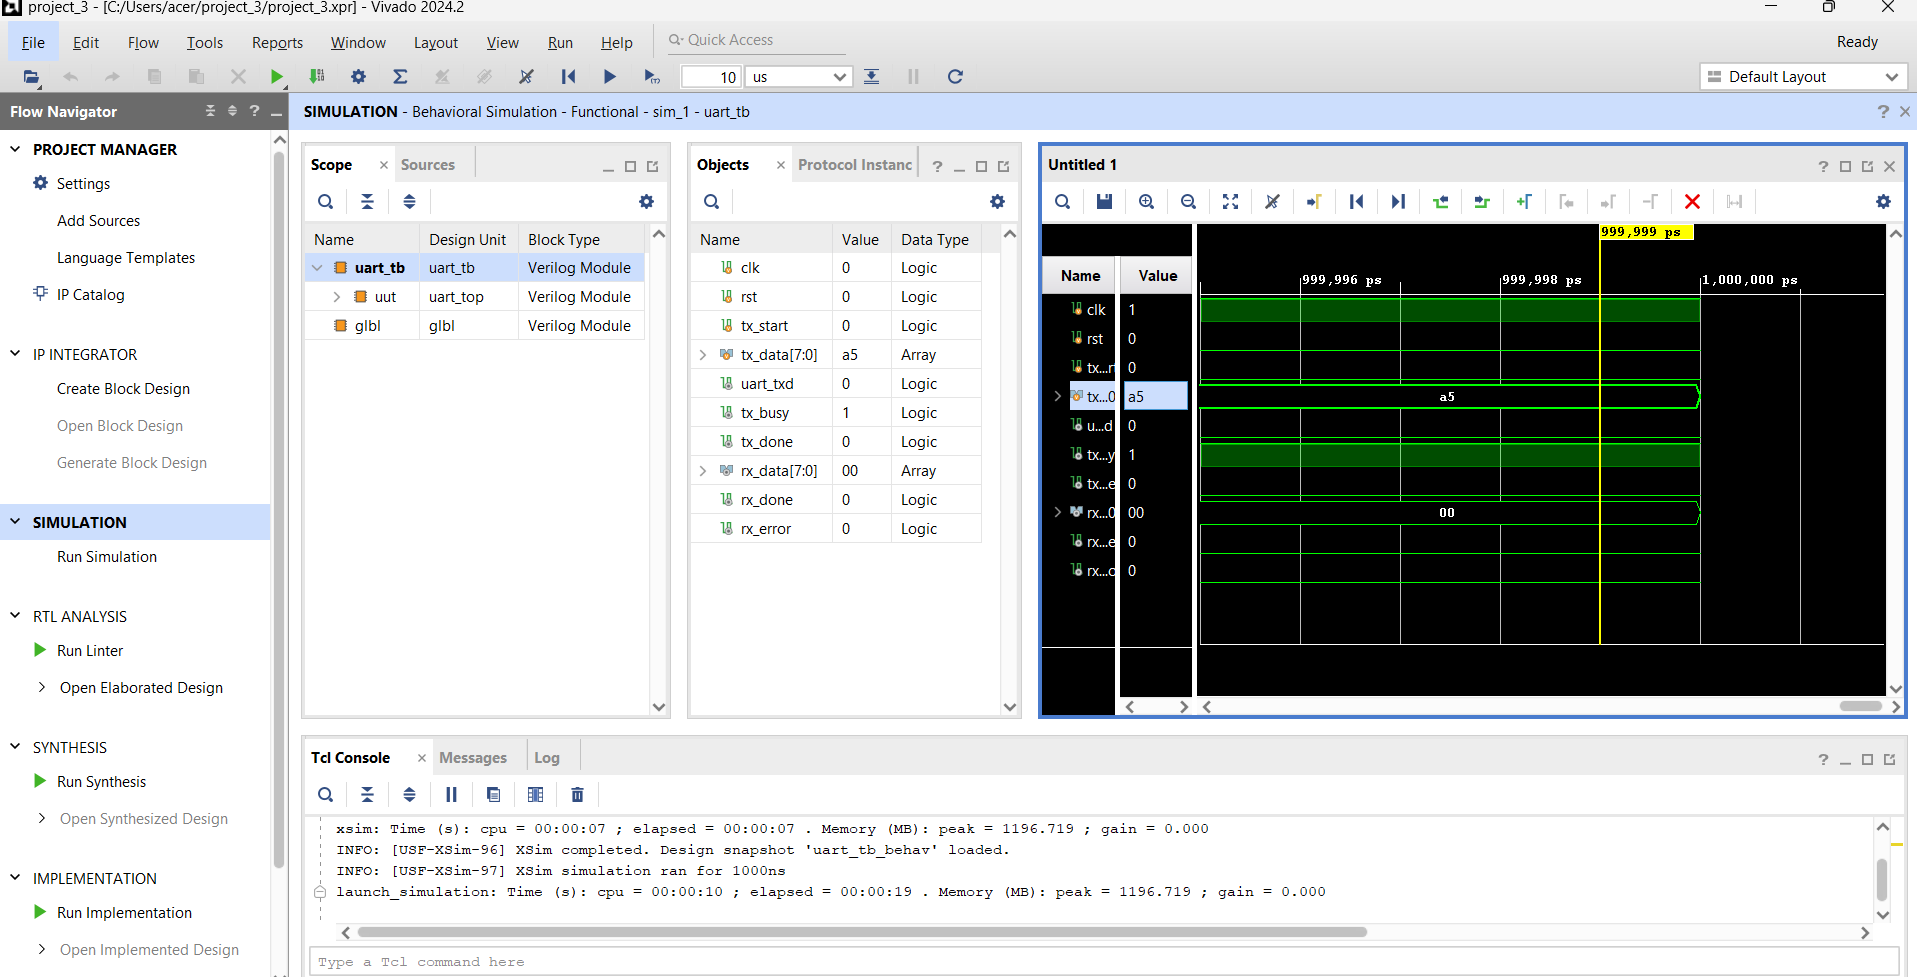 project_3 - [C:/Users/acer/project_3/project_3.xpr] - Vivado 2024.2
File Edit Flow Tools Reports Window Layout View Run Help Quick Access Ready
10 us Default Layout
Flow Navigator
PROJECT MANAGER
Settings
Add Sources
Language Templates
IP Catalog
IP INTEGRATOR
Create Block Design
Open Block Design
Generate Block Design
SIMULATION
Run Simulation
RTL ANALYSIS
Run Linter
Open Elaborated Design
SYNTHESIS
Run Synthesis
Open Synthesized Design
IMPLEMENTATION
Run Implementation
Open Implemented Design
SIMULATION - Behavioral Simulation - Functional - sim_1 - uart_tb
Scope Sources
Name Design Unit Block Type
uart_tb uart_tb Verilog Module
uut uart_top Verilog Module
glbl glbl Verilog Module
Objects Protocol Instanc
Name Value Data Type
clk 0 Logic
rst 0 Logic
tx_start 0 Logic
tx_data[7:0] a5 Array
uart_txd 0 Logic
tx_busy 1 Logic
tx_done 0 Logic
rx_data[7:0] 00 Array
rx_done 0 Logic
rx_error 0 Logic
Untitled 1
999,999 ps
Name Value 999,996 ps 999,998 ps 1,000,000 ps
clk 1
rst 0
tx...rt 0
tx...0 a5 a5
u...d 0
tx...y 1
tx...e 0
rx...0 00 00
rx...e 0
rx...o 0
Tcl Console Messages Log
xsim: Time (s): cpu = 00:00:07 ; elapsed = 00:00:07 . Memory (MB): peak = 1196.719 ; gain = 0.000
INFO: [USF-XSim-96] XSim completed. Design snapshot 'uart_tb_behav' loaded.
INFO: [USF-XSim-97] XSim simulation ran for 1000ns
launch_simulation: Time (s): cpu = 00:00:10 ; elapsed = 00:00:19 . Memory (MB): peak = 1196.719 ; gain = 0.000
Type a Tcl command here